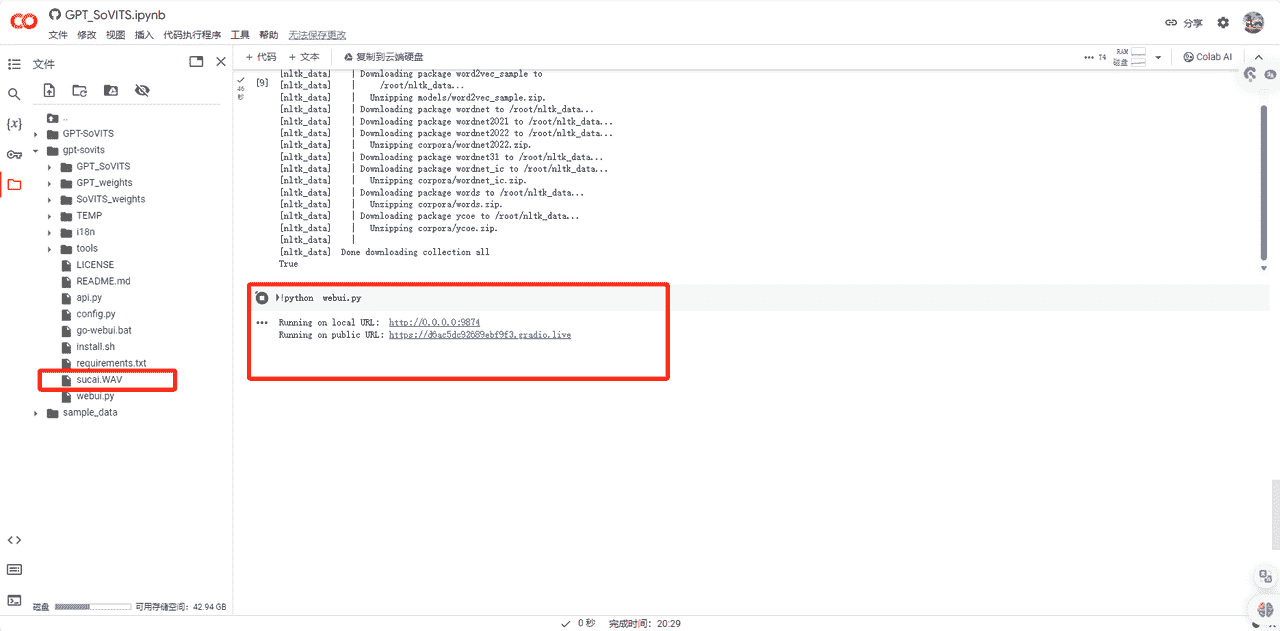 GPT_SoVITS.ipynb
文件 修改 视图 插入 代码执行程序 工具 帮助 无法保存更改
分享
文件
+ 代码 + 文本 复制到云端硬盘
T4 RAM 磁盘
Colab AI
..
GPT-SoVITS
gpt-sovits
GPT_SoVITS
GPT_weights
SoVITS_weights
TEMP
i18n
tools
LICENSE
README.md
api.py
config.py
go-webui.bat
install.sh
requirements.txt
sucai.WAV
webui.py
sample_data
磁盘 可用存储空间: 42.94 GB
[9]
46
秒
[nltk_data] | Downloading package word2vec_sample to
[nltk_data] | /root/nltk_data...
[nltk_data] | Unzipping models/word2vec_sample.zip.
[nltk_data] | Downloading package wordnet to /root/nltk_data...
[nltk_data] | Downloading package wordnet2021 to /root/nltk_data...
[nltk_data] | Downloading package wordnet2022 to /root/nltk_data...
[nltk_data] | Unzipping corpora/wordnet2022.zip.
[nltk_data] | Downloading package wordnet31 to /root/nltk_data...
[nltk_data] | Downloading package wordnet_ic to /root/nltk_data...
[nltk_data] | Unzipping corpora/wordnet_ic.zip.
[nltk_data] | Downloading package words to /root/nltk_data...
[nltk_data] | Unzipping corpora/words.zip.
[nltk_data] | Downloading package ycoe to /root/nltk_data...
[nltk_data] | Unzipping corpora/ycoe.zip.
[nltk_data] |
[nltk_data] Done downloading collection all
True
!python webui.py
Running on local URL: http://0.0.0.0:9874
Running on public URL: https://d6ac5dc92689ebf9f3.gradio.live
0 秒 完成时间: 20:29